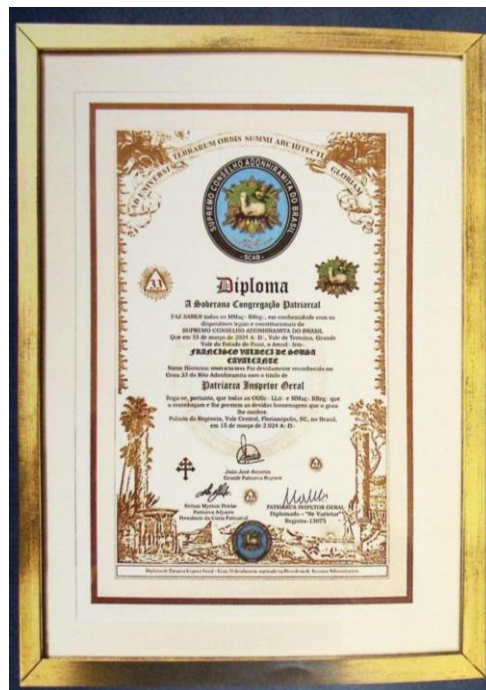 AD UNIVERSI TERRARUM ORBIS SUMMI ARCHITECTI GLORIAM
SUPREMO CONSELHO ADONHIRAMITA DO BRASIL
- SCAB -
33
Diploma
A Soberana Congregação Patriarcal
FAZ SABER todos os MMaç∴ RReg∴, em conformidade com os
dispositivos legais e constitucionais do
SUPREMO CONSELHO ADONHIRAMITA DO BRASIL
Que em 15 de março de 2024 A∴ D∴, Vale de Teresina, Grande
Vale do Estado do Piauí, o Amad∴ Irm∴
FRANCISCO VALDECI DE SOUSA
CAVALCANTE
Nome Histórico: Foi devidamente reconhecido no
Grau 33 do Rito Adonhiramita com o título de
Patriarca Inspetor Geral
Roga-se, portanto, que todas as OOfic∴ LLit∴ e MMaç∴ RReg∴ que
o reconheçam e lhe prestem as devidas homenagens que o grau
lhe confere.
Palácio da Regência, Vale Central, Florianópolis, SC, no Brasil,
em 15 de março de 2.024 A∴ D∴
João José
Grande Patriarca Regente
Patriarca Adjunto
Presidente da Curia Patriarcal
PATRIARCA INSPETOR GERAL
Diplomado - "Ne Varietur"
Registro-13075